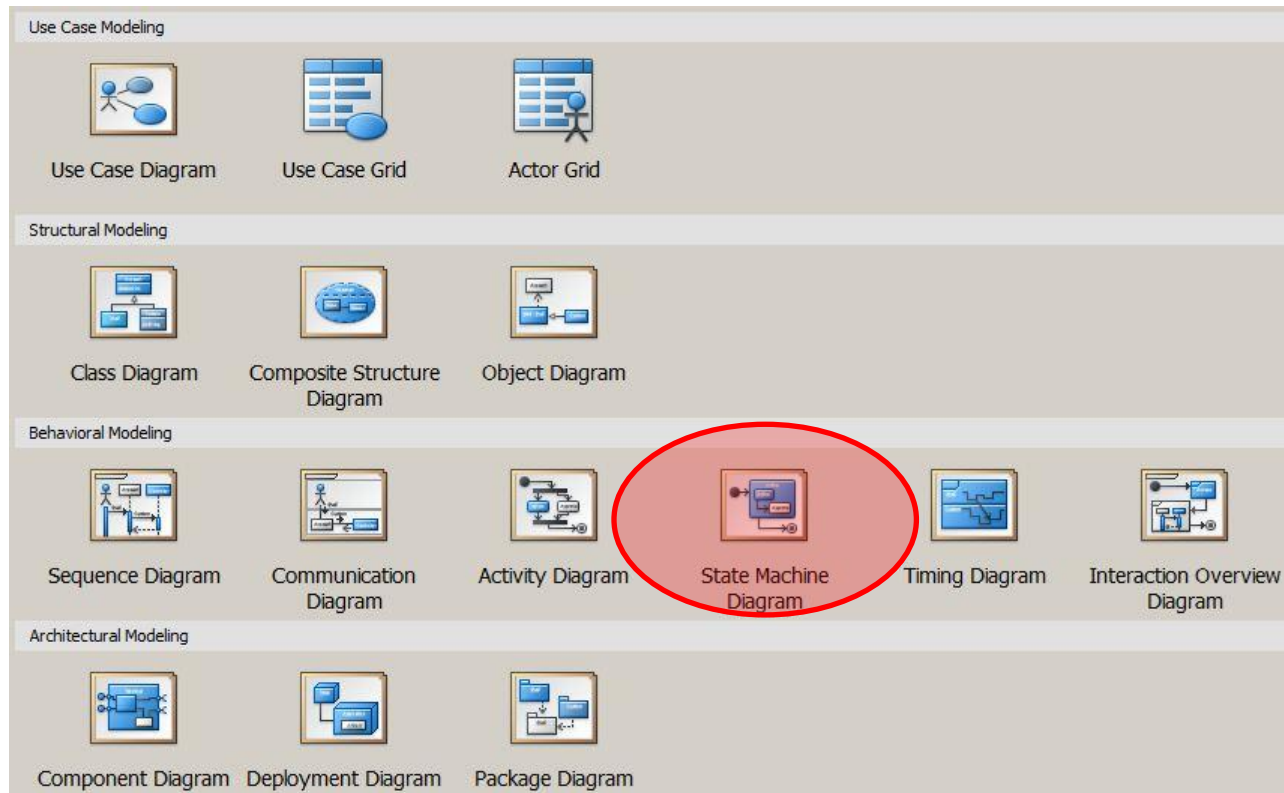 Use Case Modeling
Use Case Diagram
Use Case Grid
Actor Grid
Structural Modeling
Class Diagram
Composite Structure
Diagram
Object Diagram
Behavioral Modeling
Sequence Diagram
Communication
Diagram
Activity Diagram
State Machine
Diagram
Timing Diagram
Interaction Overview
Diagram
Architectural Modeling
Component Diagram
Deployment Diagram
Package Diagram